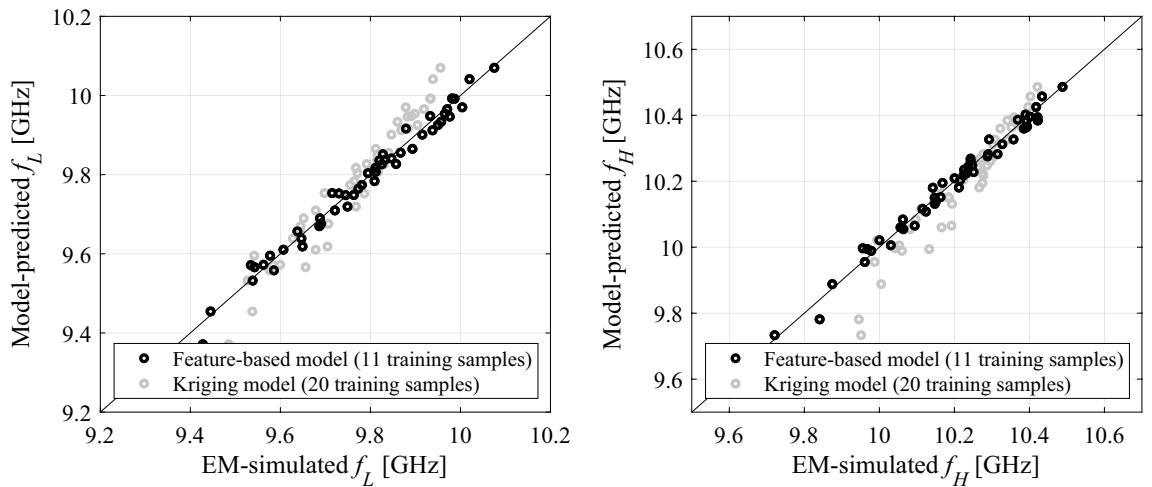 10.2
10
9.8
9.6
9.4
9.2
Model-predicted f_L [GHz]
Feature-based model (11 training samples)
Kriging model (20 training samples)
9.2 9.4 9.6 9.8 10 10.2
EM-simulated f_L [GHz]
10.6
10.4
10.2
10
9.8
9.6
Model-predicted f_H [GHz]
Feature-based model (11 training samples)
Kriging model (20 training samples)
9.6 9.8 10 10.2 10.4 10.6
EM-simulated f_H [GHz]